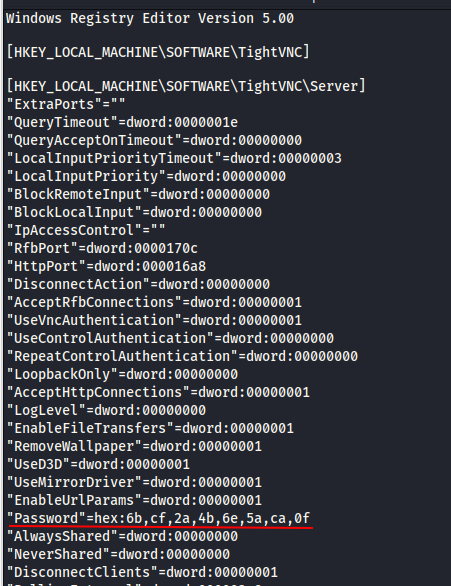 Windows Registry Editor Version 5.00
[HKEY_LOCAL_MACHINE\SOFTWARE\TightVNC]
[HKEY_LOCAL_MACHINE\SOFTWARE\TightVNC\Server]
"ExtraPorts"=""
"QueryTimeout"=dword:0000001e
"QueryAcceptOnTimeout"=dword:00000000
"LocalInputPriorityTimeout"=dword:00000003
"LocalInputPriority"=dword:00000000
"BlockRemoteInput"=dword:00000000
"BlockLocalInput"=dword:00000000
"IpAccessControl"=""
"RfbPort"=dword:0000170c
"HttpPort"=dword:000016a8
"DisconnectAction"=dword:00000000
"AcceptRfbConnections"=dword:00000001
"UseVncAuthentication"=dword:00000001
"UseControlAuthentication"=dword:00000000
"RepeatControlAuthentication"=dword:00000000
"LoopbackOnly"=dword:00000000
"AcceptHttpConnections"=dword:00000001
"LogLevel"=dword:00000000
"EnableFileTransfers"=dword:00000001
"RemoveWallpaper"=dword:00000001
"UseD3D"=dword:00000001
"UseMirrorDriver"=dword:00000001
"EnableUrlParams"=dword:00000001
"Password"=hex:6b,cf,2a,4b,6e,5a,ca,0f
"AlwaysShared"=dword:00000000
"NeverShared"=dword:00000000
"DisconnectClients"=dword:00000001